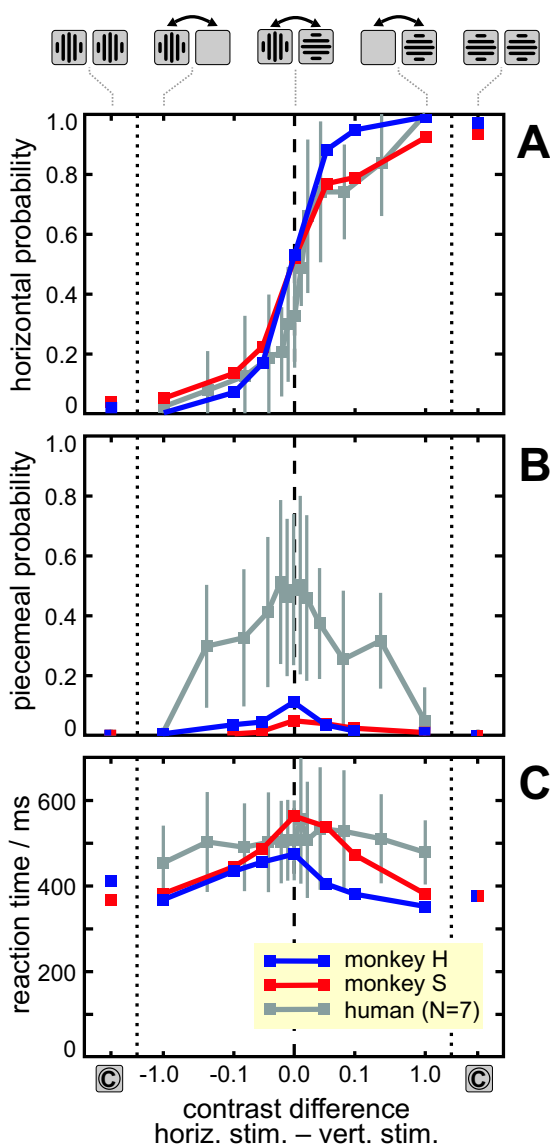 A
horizontal probability
1.0
0.8
0.6
0.4
0.2
0
B
piecemeal probability
1.0
0.8
0.6
0.4
0.2
0
C
reaction time / ms
600
400
200
0
monkey H
monkey S
human (N=7)
C -1.0 -0.1 0.0 0.1 1.0 C
contrast difference
horiz. stim. – vert. stim.